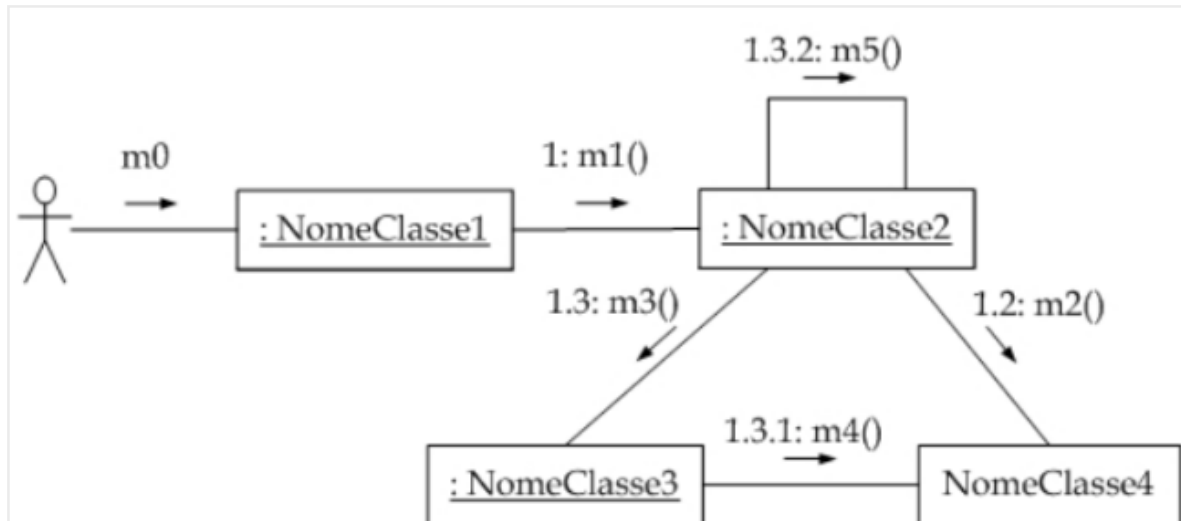 1.3.2: m5()
m0
1: m1()
: NomeClasse1
: NomeClasse2
1.3: m3()
1.2: m2()
1.3.1: m4()
: NomeClasse3
NomeClasse4